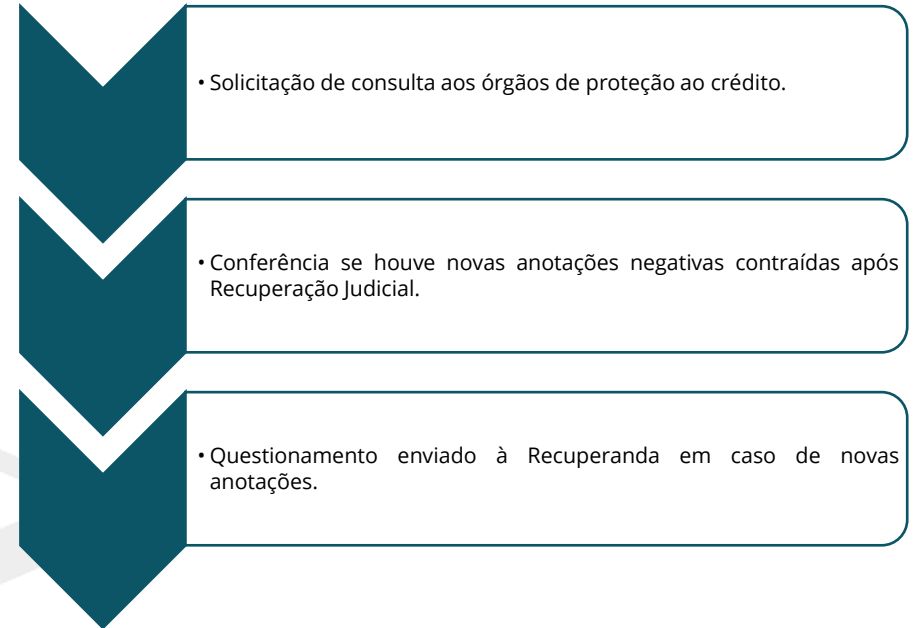 • Solicitação de consulta aos órgãos de proteção ao crédito.
• Conferência se houve novas anotações negativas contraídas após
Recuperação Judicial.
• Questionamento enviado à Recuperanda em caso de novas
anotações.